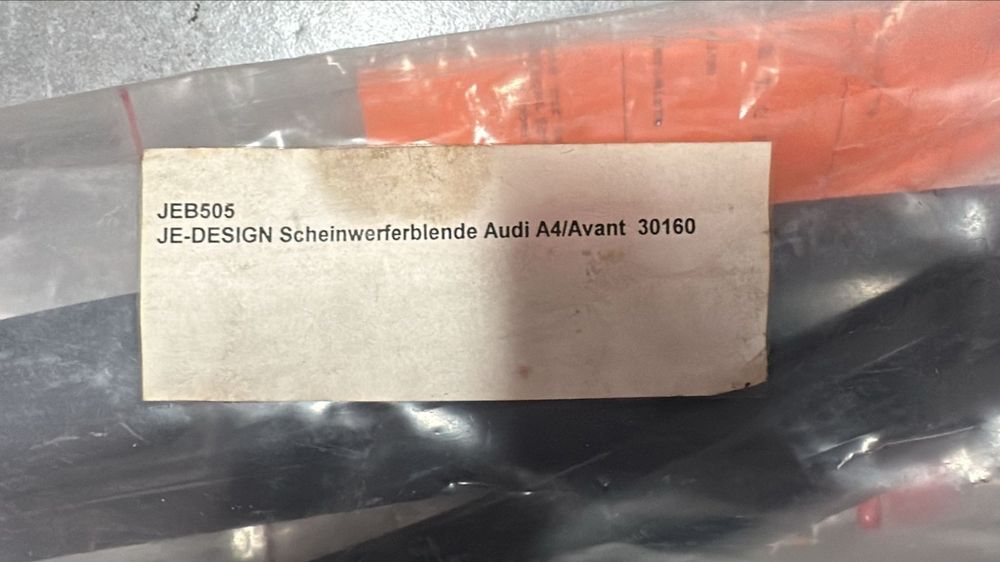 JEB505
JE-DESIGN Scheinwerferblende Audi A4/Avant 30160